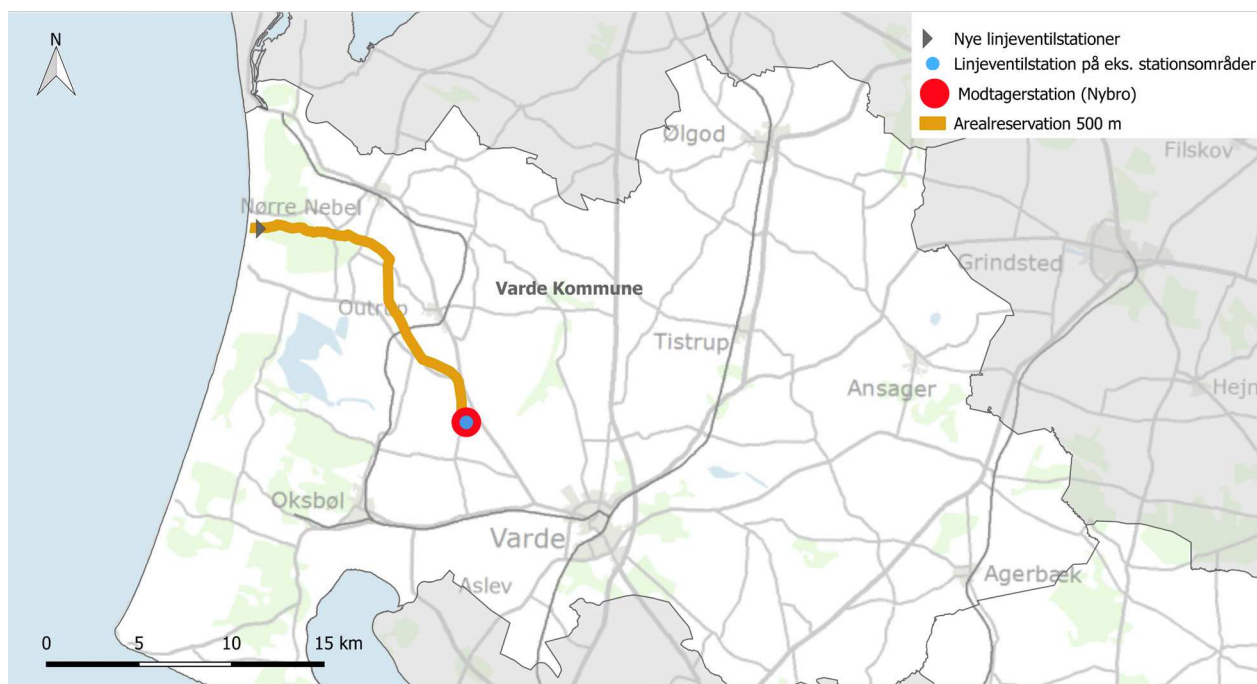 N
Nye linjeventilstationer
Linjeventilstation på eks. stationsområder
Modtagerstation (Nybro)
Arealreservation 500 m
Ølgod
Filskov
Nørre Nebel
Grindsted
Varde Kommune
Outrup
Tistrup
Ansager
Hejn
Oksbøl
Varde
Agerbæk
Aslev
0 5 10 15 km